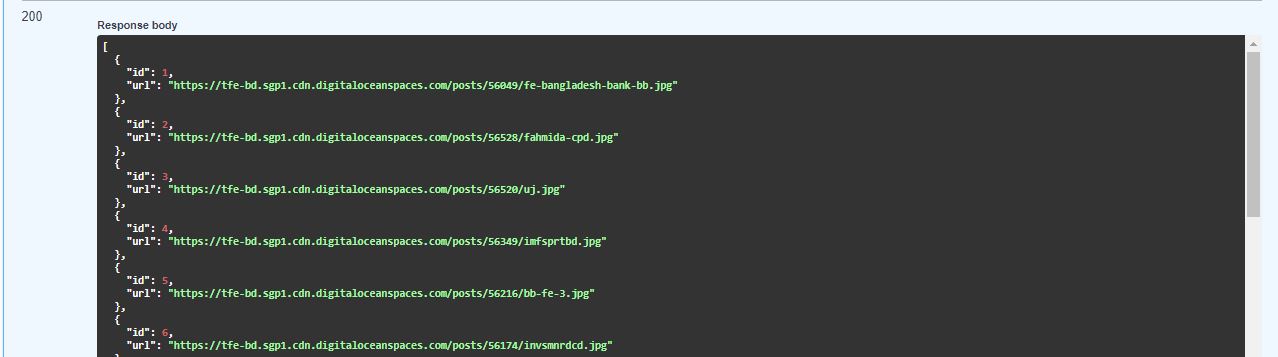 200
Response body
[
{
"id": 1,
"url": "https://tfe-bd.sgp1.cdn.digitaloceanspaces.com/posts/56049/fe-bangladesh-bank-bb.jpg"
},
{
"id": 2,
"url": "https://tfe-bd.sgp1.cdn.digitaloceanspaces.com/posts/56528/fahmida-cpd.jpg"
},
{
"id": 3,
"url": "https://tfe-bd.sgp1.cdn.digitaloceanspaces.com/posts/56520/uj.jpg"
},
{
"id": 4,
"url": "https://tfe-bd.sgp1.cdn.digitaloceanspaces.com/posts/56349/imfsprtbd.jpg"
},
{
"id": 5,
"url": "https://tfe-bd.sgp1.cdn.digitaloceanspaces.com/posts/56216/bb-fe-3.jpg"
},
{
"id": 6,
"url": "https://tfe-bd.sgp1.cdn.digitaloceanspaces.com/posts/56174/invsmnrdcd.jpg"